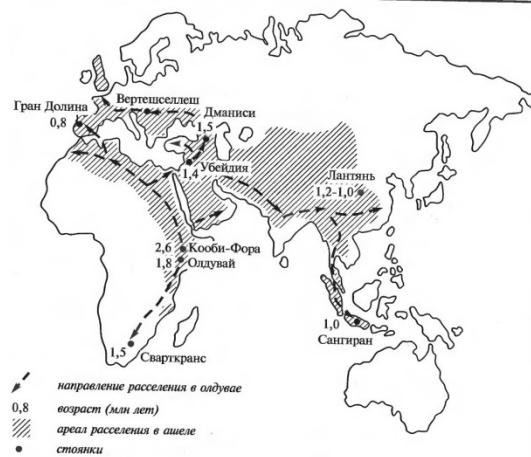 Гран Долина
0,8
Вертешселлеш
Дманиси
1,5
Убейдия
1,4
Лантянь
1,2–1,0
2,6
Кооби-Фора
1,8
Олдувай
1,0
Сангиран
1,5
Сварткранс
направление расселения в олдувае
0,8 возраст (млн лет)
ареал расселения в ашеле
стоянки